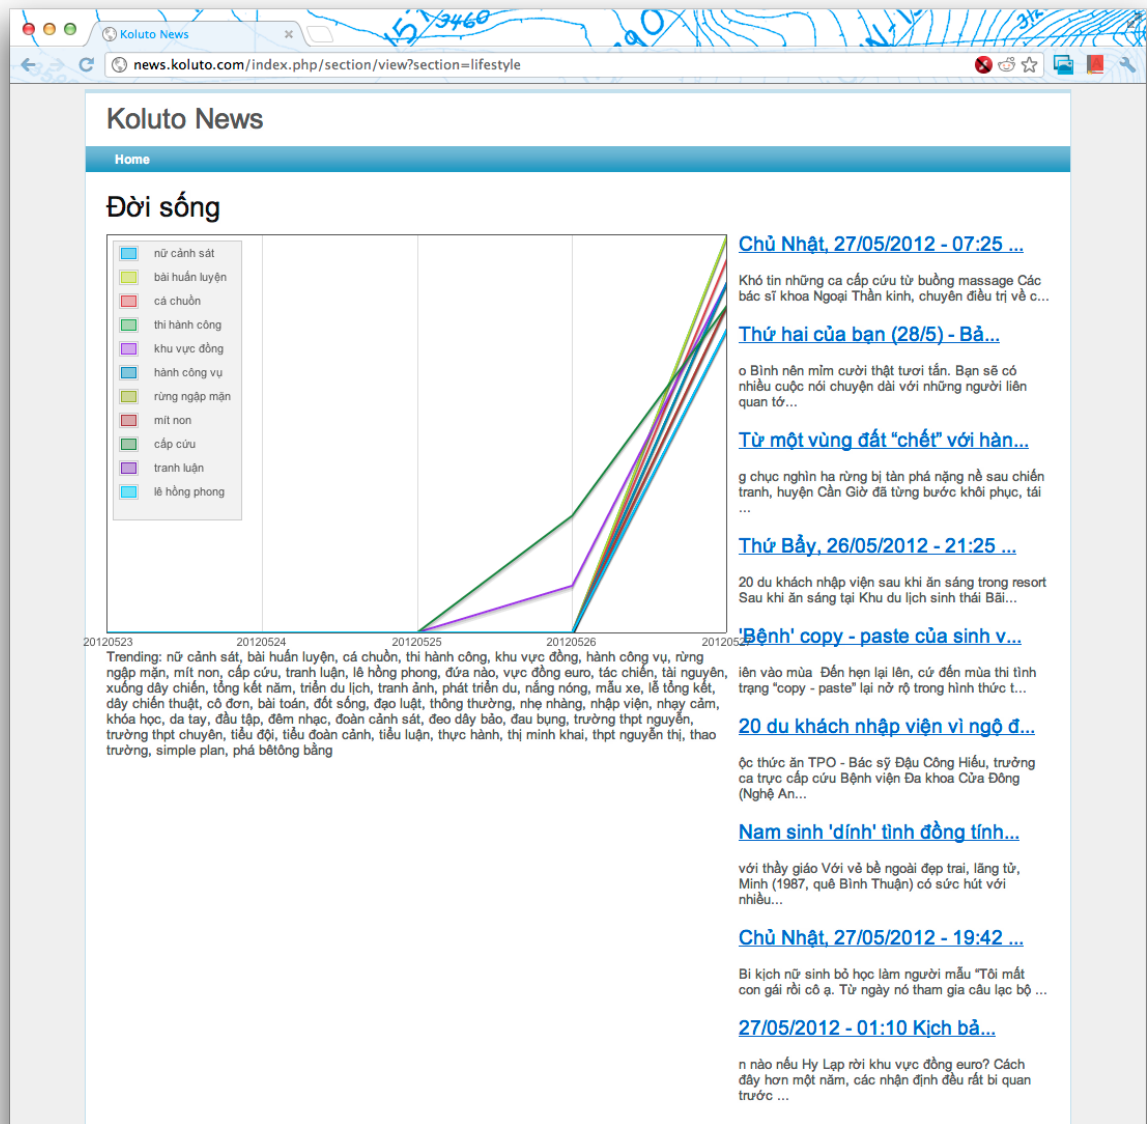 Koluto News
news.koluto.com/index.php/section/view?section=lifestyle
Koluto News
Home
Đời sống
nữ cảnh sát
bài huấn luyện
cá chuồn
thi hành công
khu vực đồng
hành công vụ
rừng ngập mặn
mít non
cấp cứu
tranh luận
lê hồng phong
20120523
20120524
20120525
20120526
20120527
Trending: nữ cảnh sát, bài huấn luyện, cá chuồn, thi hành công, khu vực đồng, hành công vụ, rừng
ngập mặn, mít non, cấp cứu, tranh luận, lê hồng phong, đứa nào, vực đồng euro, tác chiến, tài nguyên,
xuống dây chiến, tổng kết năm, triển du lịch, tranh ảnh, phát triển du, nắng nóng, mẫu xe, lễ tổng kết,
dây chiến thuật, cô đơn, bài toán, đốt sống, đạo luật, thông thường, nhẹ nhàng, nhập viện, nhạy cảm,
khóa học, da tay, đầu tập, đêm nhạc, đoàn cảnh sát, đeo dây bảo, đau bụng, trường thpt nguyễn,
trường thpt chuyên, tiểu đội, tiểu đoàn cảnh, tiểu luận, thực hành, thị minh khai, thpt nguyễn thị, thao
trường, simple plan, phá bêtông bằng
Chủ Nhật, 27/05/2012 - 07:25 ...
Khó tin những ca cấp cứu từ buồng massage Các
bác sĩ khoa Ngoại Thần kinh, chuyên điều trị về c...
Thứ hai của bạn (28/5) - Bả...
o Bình nên mỉm cười thật tươi tắn. Bạn sẽ có
nhiều cuộc nói chuyện dài với những người liên
quan tớ...
Từ một vùng đất “chết” với hàn...
g chục nghìn ha rừng bị tàn phá nặng nề sau chiến
tranh, huyện Cần Giờ đã từng bước khôi phục, tái
...
Thứ Bẩy, 26/05/2012 - 21:25 ...
20 du khách nhập viện sau khi ăn sáng trong resort
Sau khi ăn sáng tại Khu du lịch sinh thái Bãi...
'Bệnh' copy - paste của sinh v...
iên vào mùa  Đến hẹn lại lên, cứ đến mùa thi tình
trạng “copy - paste” lại nở rộ trong hình thức t...
20 du khách nhập viện vì ngộ đ...
ộc thức ăn TPO - Bác sỹ Đậu Công Hiếu, trưởng
ca trực cấp cứu Bệnh viện Đa khoa Cửa Đông
(Nghệ An...
Nam sinh 'dính' tình đồng tính...
với thầy giáo Với vẻ bề ngoài đẹp trai, lãng tử,
Minh (1987, quê Bình Thuận) có sức hút với
nhiều...
Chủ Nhật, 27/05/2012 - 19:42 ...
Bi kịch nữ sinh bỏ học làm người mẫu “Tôi mất
con gái rồi cô ạ. Từ ngày nó tham gia câu lạc bộ ...
27/05/2012 - 01:10 Kịch bả...
n nào nếu Hy Lạp rời khu vực đồng euro? Cách
đây hơn một năm, các nhận định đều rất bi quan
trước ...